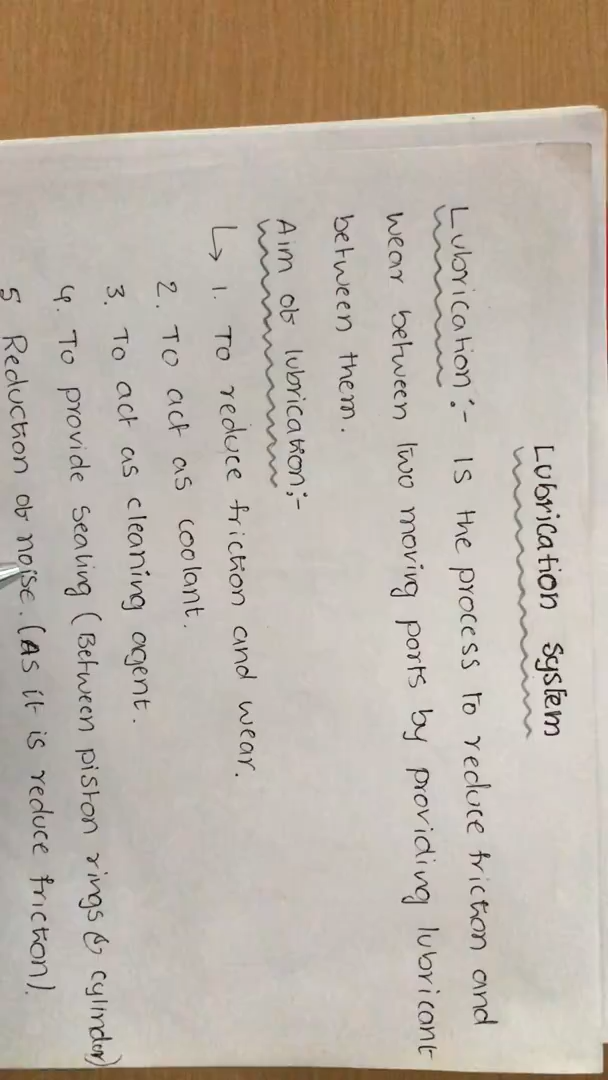 Lubrication System
Lubrication :- Is the process to reduce friction and
wear between two moving parts by providing lubricant
between them.
Aim of lubrication:-
↳ 1. To reduce friction and wear.
2. To act as coolant.
3. To act as cleaning agent.
4. To provide sealing (Between piston rings & cylinder)
5 Reduction of noise. (As it is reduce friction).